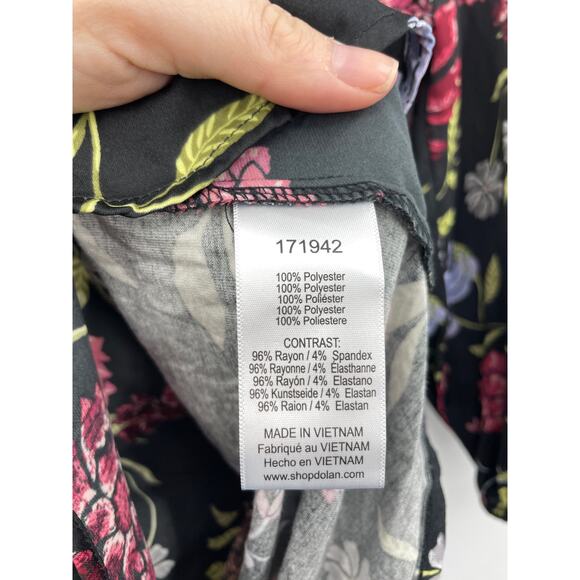 171942
100% Polyester
100% Polyester
100% Poliéster
100% Polyester
100% Poliestere
CONTRAST:
96% Rayon / 4% Spandex
96% Rayonne / 4% Élasthanne
96% Rayón / 4% Elastano
96% Kunstseide / 4% Elastan
96% Raion / 4% Elastan
MADE IN VIETNAM
Fabriqué au VIETNAM
Hecho en VIETNAM
www.shopdolan.com